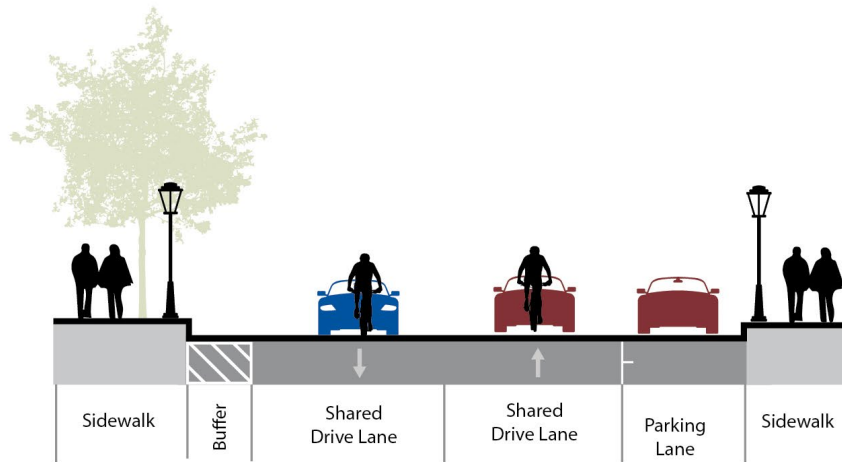 Sidewalk
Buffer
Shared
Drive Lane
Shared
Drive Lane
Parking
Lane
Sidewalk